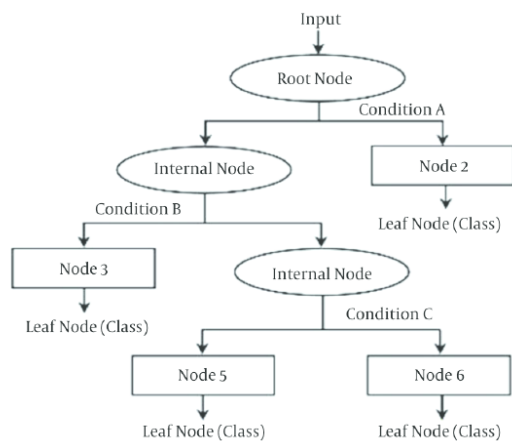 Input
Root Node
Condition A
Internal Node
Node 2
Condition B
Leaf Node (Class)
Node 3
Internal Node
Leaf Node (Class)
Condition C
Node 5
Node 6
Leaf Node (Class)
Leaf Node (Class)